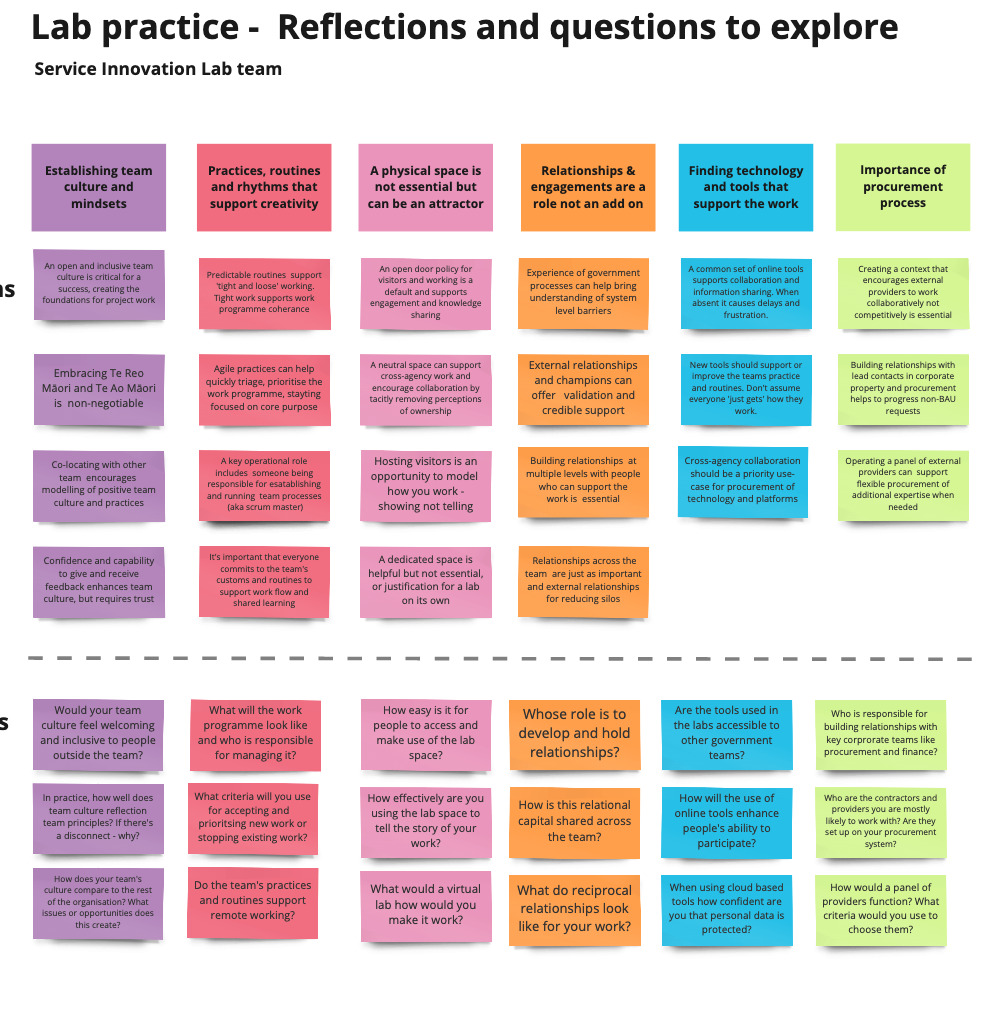 Lab practice -  Reflections and questions to explore
Service Innovation Lab team
Establishing team
culture and
mindsets
Practices, routines
and rhythms that
support creativity
A physical space is
not essential but
can be an attractor
Relationships &
engagements are a
role not an add on
Finding technology
and tools that
support the work
Importance of
procurement
process
ns
An open and inclusive team
culture is critical for a
success, creating the
foundations for project work
Predictable routines  support
'tight and loose' working.
Tight work supports work
programme coherance
An open door policy for
visitors and working is a
default and supports
engagement and knowledge
sharing
Experience of government
processes can help bring
understanding of system
level barriers
A common set of online tools
supports collaboration and
information sharing. When
absent it causes delays and
frustration.
Creating a context that
encourages external
providers to work
collaboratively not
competitively is essential
Embracing Te Reo
Māori and Te Ao Māori
is  non-negotiable
Agile practices can help
quickly triage, prioritise the
work programme, stayting
focused on core purpose
A neutral space can support
cross-agency work and
encourage collaboration by
tacitly removing perceptions
of ownership
External relationships
and champions can
offer  validation and
credible support
New tools should support or
improve the teams practice
and routines. Don't assume
everyone 'just gets' how they
work.
Building relationships with
lead contacts in corporate
property and procurement
helps to progress non-BAU
requests
Co-locating with other
team  encourages
modelling of positive team
culture and practices
A key operational role
includes  someone being
responsible for esatablishing
and running  team processes
(aka scrum master)
Hosting visitors is an
opportunity to model
how you work -
showing not telling
Building relationships  at
multiple levels with people
who can support the
work is  essential
Cross-agency collaboration
should be a priority use-
case for procurement of
technology and platforms
Operating a panel of external
providers can  support
flexible procurement of
additional expertise when
needed
Confidence and capability
to give and receive
feedback enhances team
culture, but requires trust
It's important that everyone
commits to the team's
customs and routines to
support work flow and
shared learning
A dedicated space is
helpful but not essential,
or justification for a lab
on its own
Relationships across the
team  are just as important
and external relationships
for reducing silos
s
Would your team
culture feel welcoming
and inclusive to people
outside the team?
What will the work
programme look like
and who is responsible
for managing it?
How easy is it for
people to access and
make use of the lab
space?
Whose role is to
develop and hold
relationships?
Are the tools used in
the labs accessible to
other government
teams?
Who is responsible for
building relationships with
key corprorate teams like
procurement and finance?
In practice, how well does
team culture reflection
team principles? If there's
a disconnect - why?
What criteria will you use
for accepting and
prioritsing new work or
stopping existing work?
How effectively are you
using the lab space to
tell the story of your
work?
How is this relational
capital shared across
the team?
How will the use of
online tools enhance
people's ability to
participate?
Who are the contractors and
providers you are mostly
likely to work with? Are they
set up on your procurement
system?
How does your team's
culture compare to the rest
of the organisation? What
issues or opportunities does
this create?
Do the team's practices
and routines support
remote working?
What would a virtual
lab how would you
make it work?
What do reciprocal
relationships look
like for your work?
When using cloud based
tools how confident are
you that personal data is
protected?
How would a panel of
providers function? What
criteria would you use to
choose them?